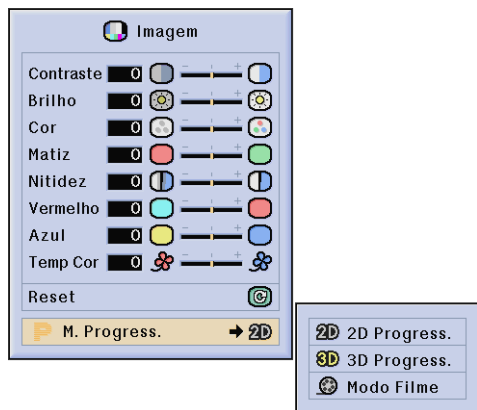 Imagem
Contraste 0
Brilho 0
Cor 0
Matiz 0
Nitidez 0
Vermelho 0
Azul 0
Temp Cor 0
Reset
P M. Progress. 2D
2D 2D Progress.
3D 3D Progress.
Modo Filme